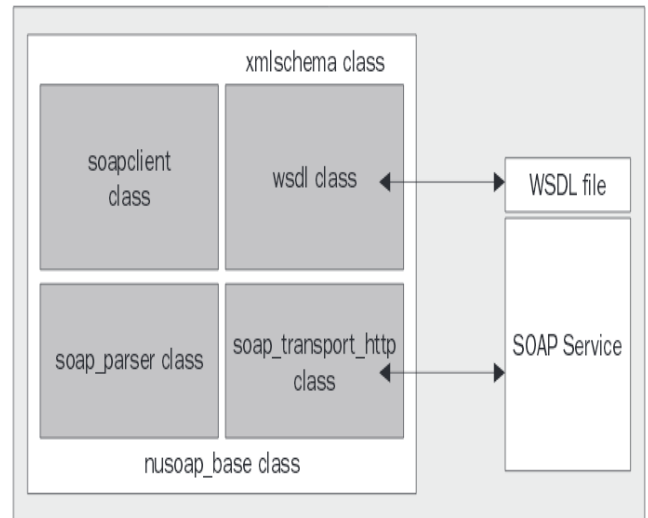 xmlschema class
soapclient
class
wsdl class
WSDL file
soap_parser class
soap_transport_http
class
SOAP Service
nusoap_base class